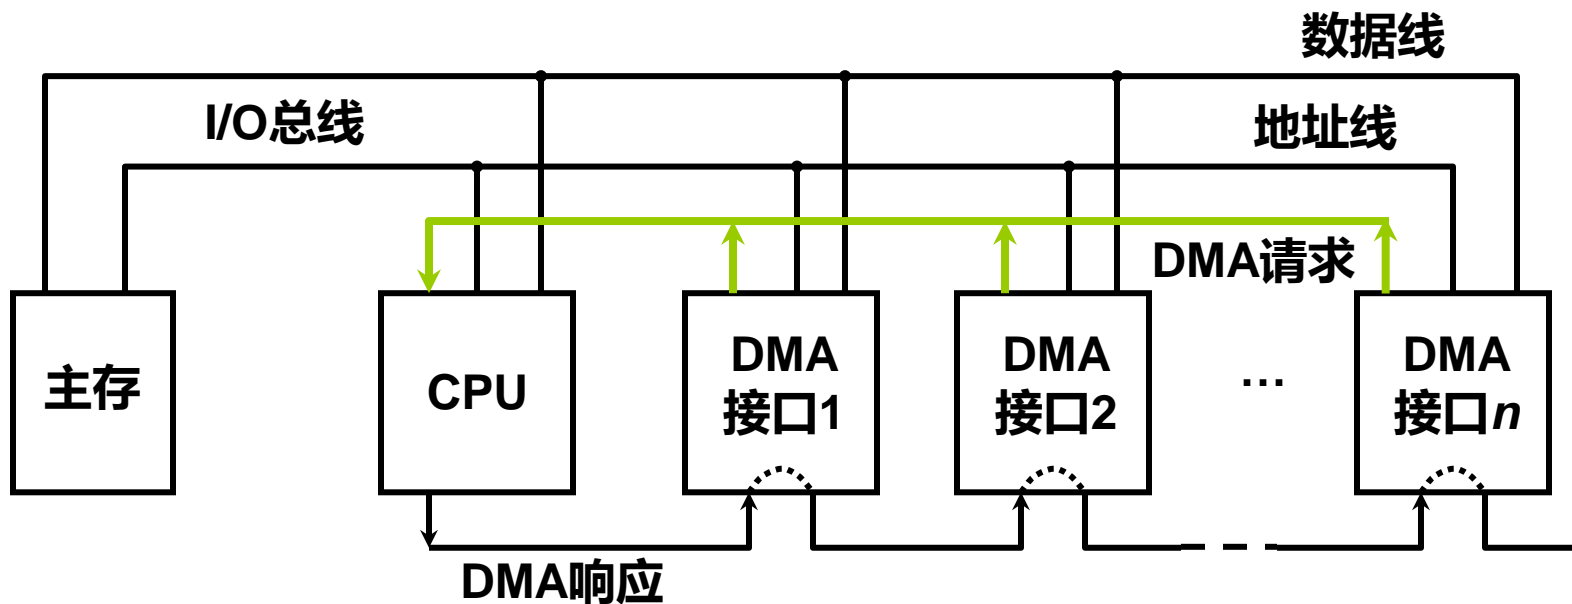 数据线
I/O总线
地址线
DMA请求
主存
CPU
DMA
接口1
DMA
接口2
...
DMA
接口n
DMA响应